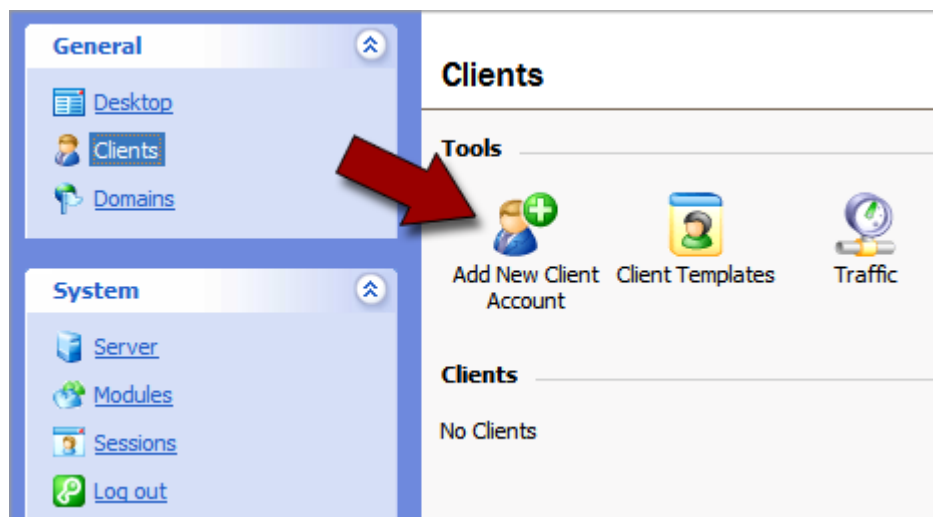 General
Desktop
Clients
Domains
System
Server
Modules
Sessions
Log out
Clients
Tools
Add New Client
Account
Client Templates
Traffic
Clients
No Clients